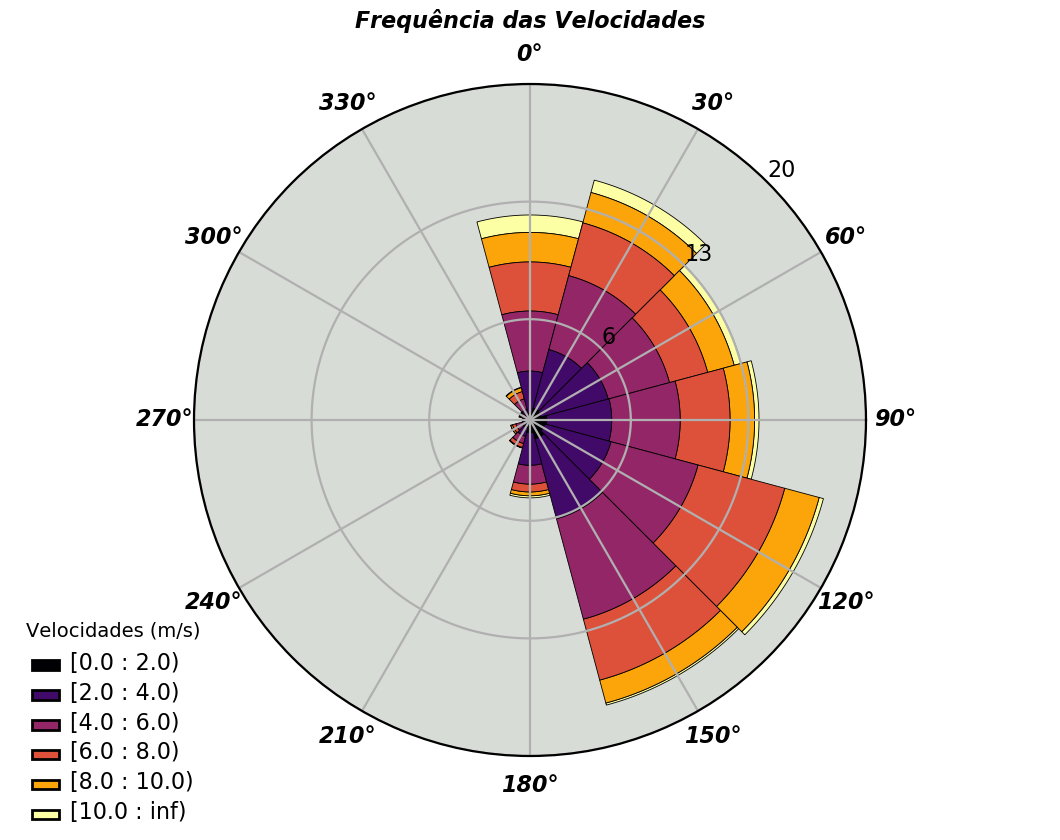 Frequência das Velocidades
0°
330°
30°
20
300°
60°
13
6
270°
90°
240°
120°
Velocidades (m/s)
[0.0 : 2.0)
[2.0 : 4.0)
[4.0 : 6.0)
210°
150°
[6.0 : 8.0)
[8.0 : 10.0)
180°
[10.0 : inf)